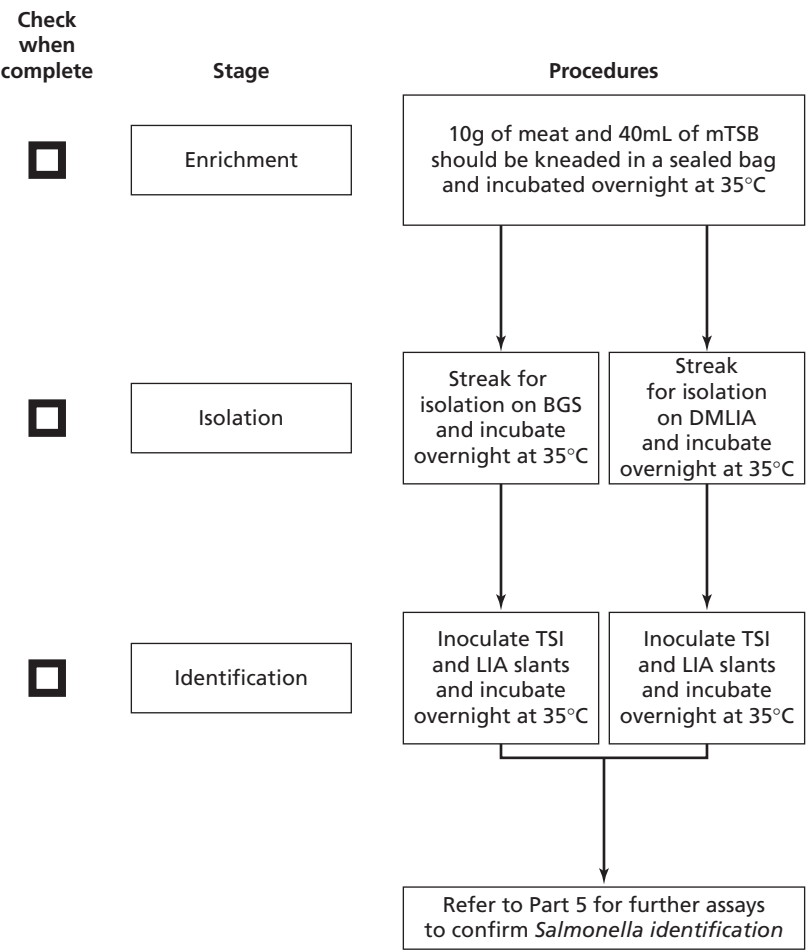 Check
when
complete
Stage
Procedures
Enrichment
10g of meat and 40mL of mTSB
should be kneaded in a sealed bag
and incubated overnight at 35°C
Isolation
Streak for
isolation on BGS
and incubate
overnight at 35°C
Streak
for isolation
on DMLIA
and incubate
overnight at 35°C
Identification
Inoculate TSI
and LIA slants
and incubate
overnight at 35°C
Inoculate TSI
and LIA slants
and incubate
overnight at 35°C
Refer to Part 5 for further assays
to confirm Salmonella identification